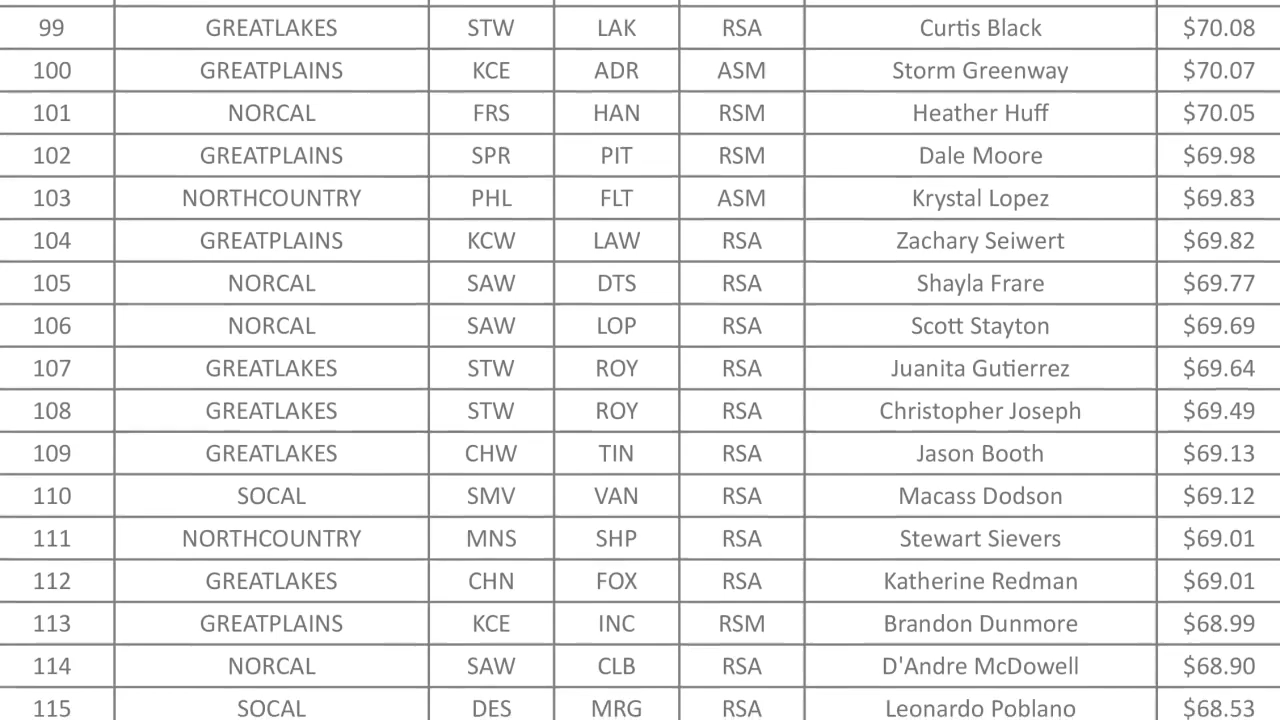 99 GREATLAKES STW LAK RSA Curtis Black $70.08
100 GREATPLAINS KCE ADR ASM Storm Greenway $70.07
101 NORCAL FRS HAN RSM Heather Huff $70.05
102 GREATPLAINS SPR PIT RSM Dale Moore $69.98
103 NORTHCOUNTRY PHL FLT ASM Krystal Lopez $69.83
104 GREATPLAINS KCW LAW RSA Zachary Seiwert $69.82
105 NORCAL SAW DTS RSA Shayla Frare $69.77
106 NORCAL SAW LOP RSA Scott Stayton $69.69
107 GREATLAKES STW ROY RSA Juanita Gutierrez $69.64
108 GREATLAKES STW ROY RSA Christopher Joseph $69.49
109 GREATLAKES CHW TIN RSA Jason Booth $69.13
110 SOCAL SMV VAN RSA Macass Dodson $69.12
111 NORTHCOUNTRY MNS SHP RSA Stewart Sievers $69.01
112 GREATLAKES CHN FOX RSA Katherine Redman $69.01
113 GREATPLAINS KCE INC RSM Brandon Dunmore $68.99
114 NORCAL SAW CLB RSA D'Andre McDowell $68.90
115 SOCAL DES MRG RSA Leonardo Poblano $68.53